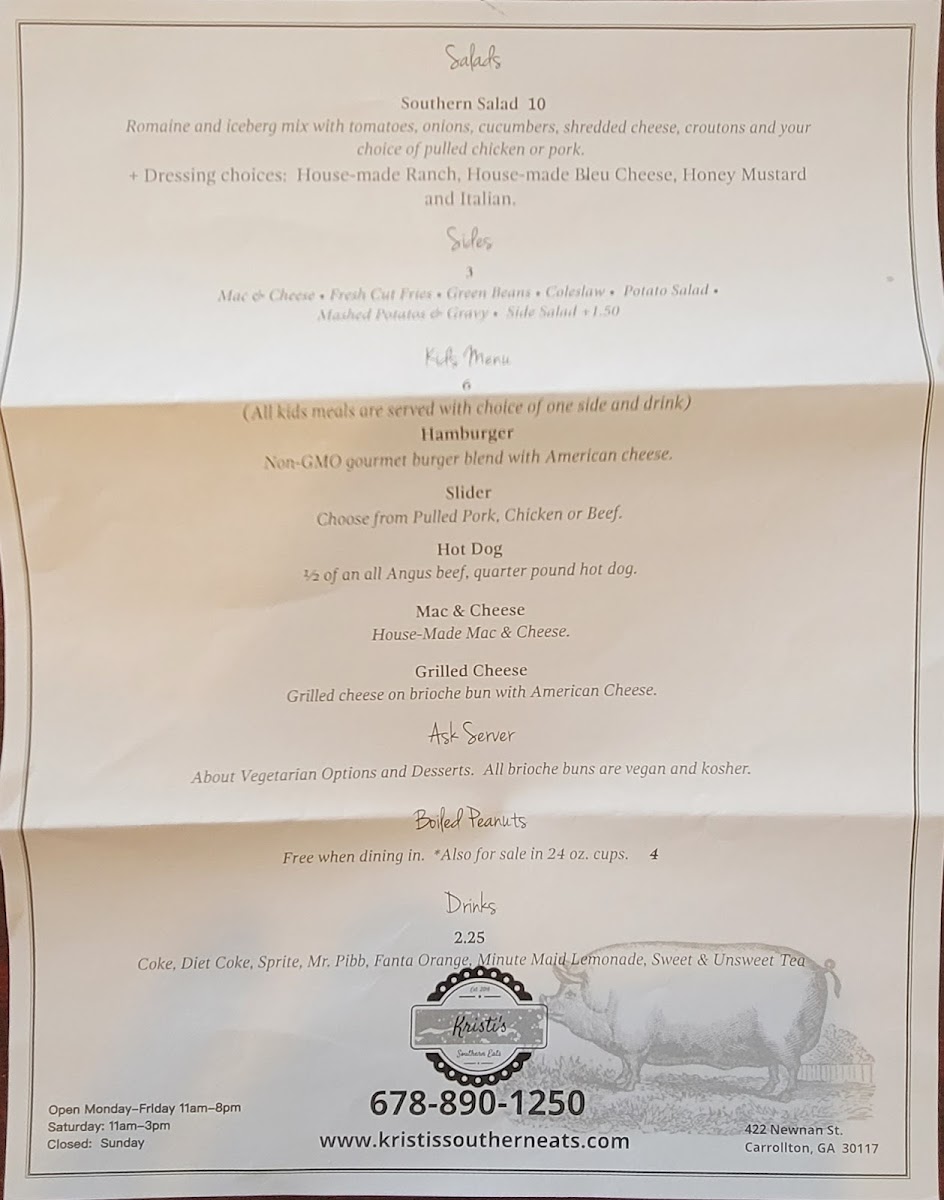 Salads
Southern Salad 10
Romaine and iceberg mix with tomatoes, onions, cucumbers, shredded cheese, croutons and your
choice of pulled chicken or pork.
+ Dressing choices: House-made Ranch, House-made Bleu Cheese, Honey Mustard
and Italian.
Sides
3
Mac & Cheese • Fresh Cut Fries • Green Beans • Coleslaw • Potato Salad •
Mashed Potatos & Gravy • Side Salad +1.50
Kids Menu
6
(All kids meals are served with choice of one side and drink)
Hamburger
Non-GMO gourmet burger blend with American cheese.
Slider
Choose from Pulled Pork, Chicken or Beef.
Hot Dog
½ of an all Angus beef, quarter pound hot dog.
Mac & Cheese
House-Made Mac & Cheese.
Grilled Cheese
Grilled cheese on brioche bun with American Cheese.
Ask Server
About Vegetarian Options and Desserts. All brioche buns are vegan and kosher.
Boiled Peanuts
Free when dining in. *Also for sale in 24 oz. cups. 4
Drinks
2.25
Coke, Diet Coke, Sprite, Mr. Pibb, Fanta Orange, Minute Maid Lemonade, Sweet & Unsweet Tea
Kristi's
Southern Eats
678-890-1250
www.kristissoutherneats.com
Open Monday–Friday 11am–8pm
Saturday: 11am–3pm
Closed: Sunday
422 Newnan St.
Carrollton, GA 30117